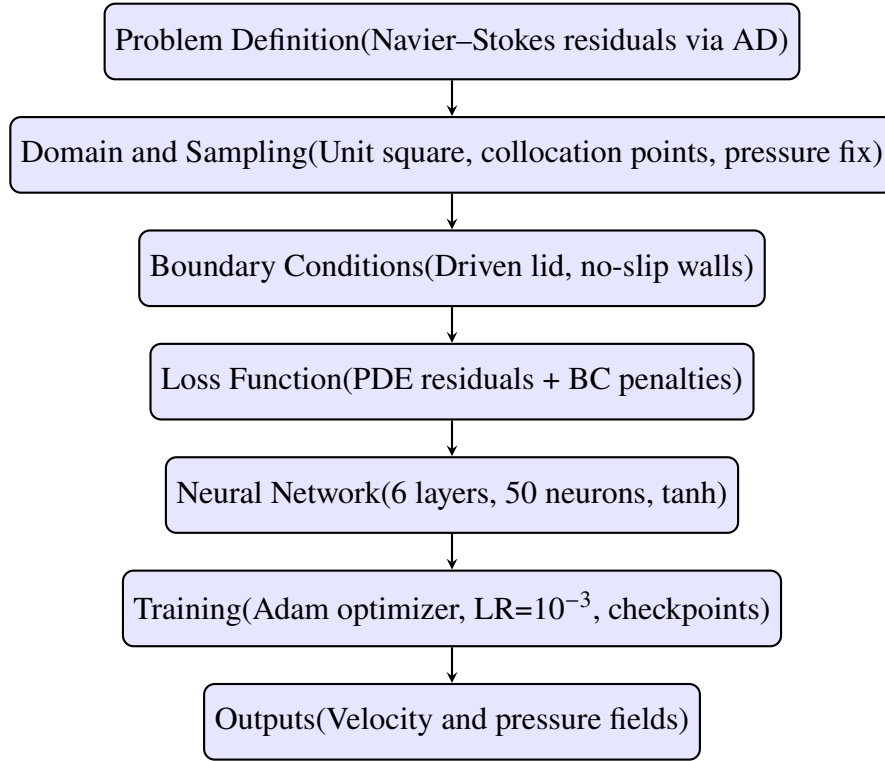 Problem Definition(Navier–Stokes residuals via AD)
Domain and Sampling(Unit square, collocation points, pressure fix)
Boundary Conditions(Driven lid, no-slip walls)
Loss Function(PDE residuals + BC penalties)
Neural Network(6 layers, 50 neurons, tanh)
Training(Adam optimizer, LR=10⁻³, checkpoints)
Outputs(Velocity and pressure fields)